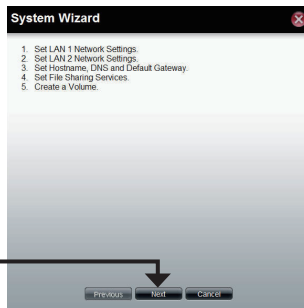 System Wizard
1. Set LAN 1 Network Settings.
2. Set LAN 2 Network Settings.
3. Set Hostname, DNS and Default Gateway.
4. Set File Sharing Services.
5. Create a Volume.
Previous Next Cancel